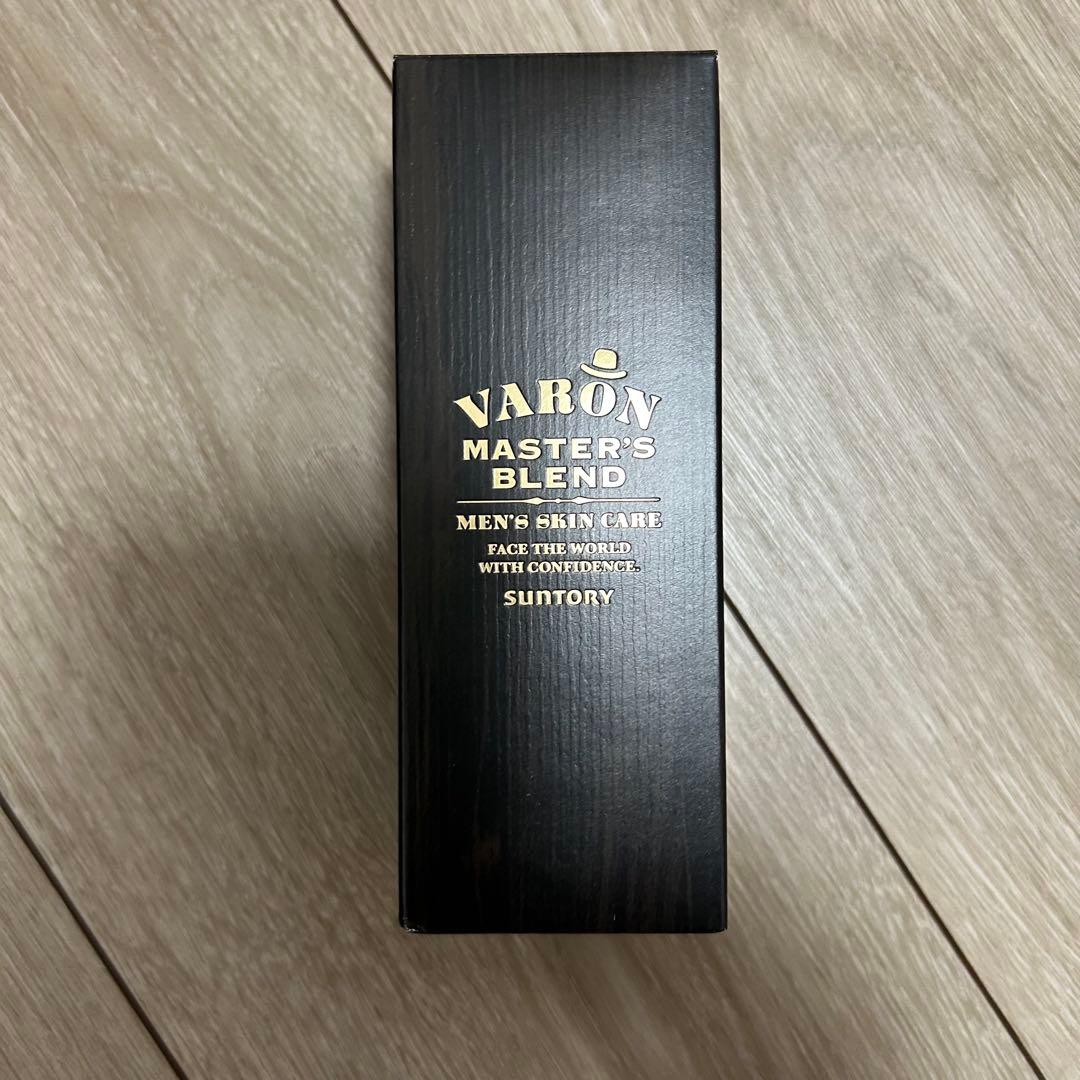 VARON
MASTER'S
BLEND
MEN'S SKIN CARE
FACE THE WORLD
WITH CONFIDENCE.
SUNTORY